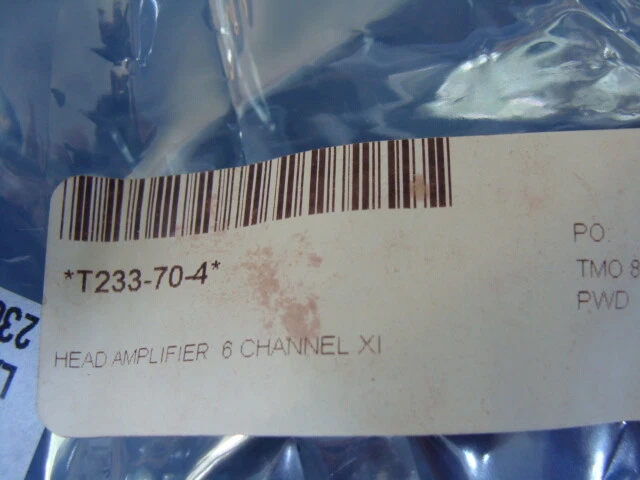 *T233-70-4*
HEAD AMPLIFIER 6 CHANNEL XI
PO:
TMO 8
PWD